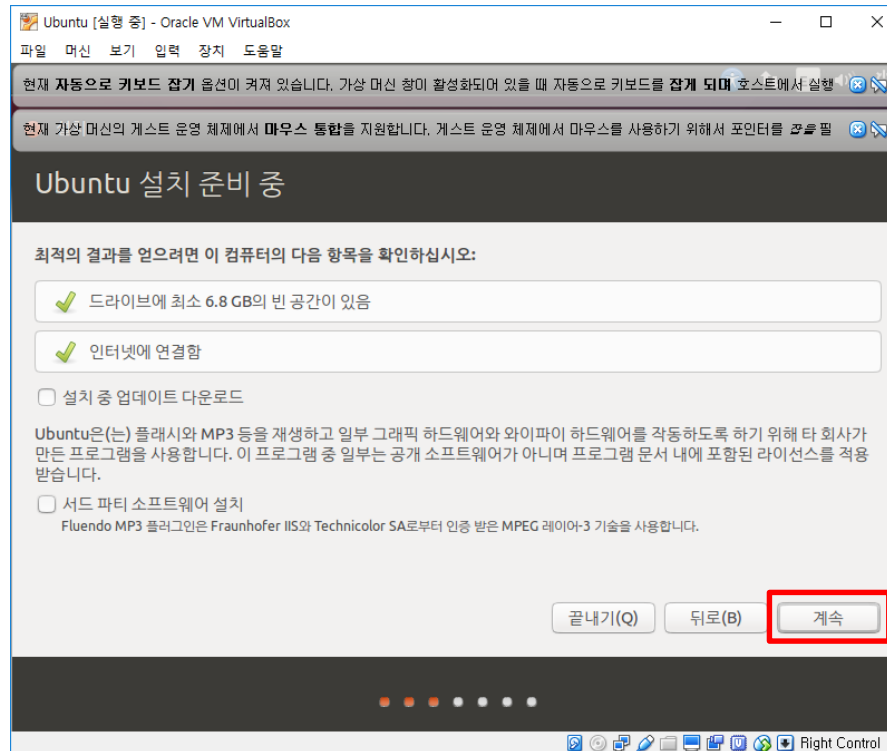 Ubuntu [실행 중] - Oracle VM VirtualBox
파일 머신 보기 입력 장치 도움말
현재 자동으로 키보드 잡기 옵션이 켜져 있습니다. 가상 머신 창이 활성화되어 있을 때 자동으로 키보드를 잡게 되며 호스트에서 실행
현재 가상 머신의 게스트 운영 체제에서 마우스 통합을 지원합니다. 게스트 운영 체제에서 마우스를 사용하기 위해서 포인터를 잡을 필
Ubuntu 설치 준비 중
최적의 결과를 얻으려면 이 컴퓨터의 다음 항목을 확인하십시오:
드라이브에 최소 6.8 GB의 빈 공간이 있음
인터넷에 연결함
설치 중 업데이트 다운로드
Ubuntu은(는) 플래시와 MP3 등을 재생하고 일부 그래픽 하드웨어와 와이파이 하드웨어를 작동하도록 하기 위해 타 회사가
만든 프로그램을 사용합니다. 이 프로그램 중 일부는 공개 소프트웨어가 아니며 프로그램 문서 내에 포함된 라이선스를 적용
받습니다.
서드 파티 소프트웨어 설치
Fluendo MP3 플러그인은 Fraunhofer IIS와 Technicolor SA로부터 인증 받은 MPEG 레이어-3 기술을 사용합니다.
끝내기(Q) 뒤로(B) 계속
Right Control